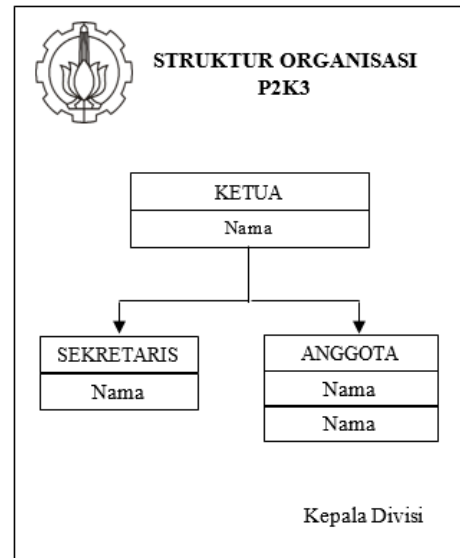 STRUKTUR ORGANISASI
P2K3
KETUA
Nama
SEKRETARIS
Nama
ANGGOTA
Nama
Nama
Kepala Divisi